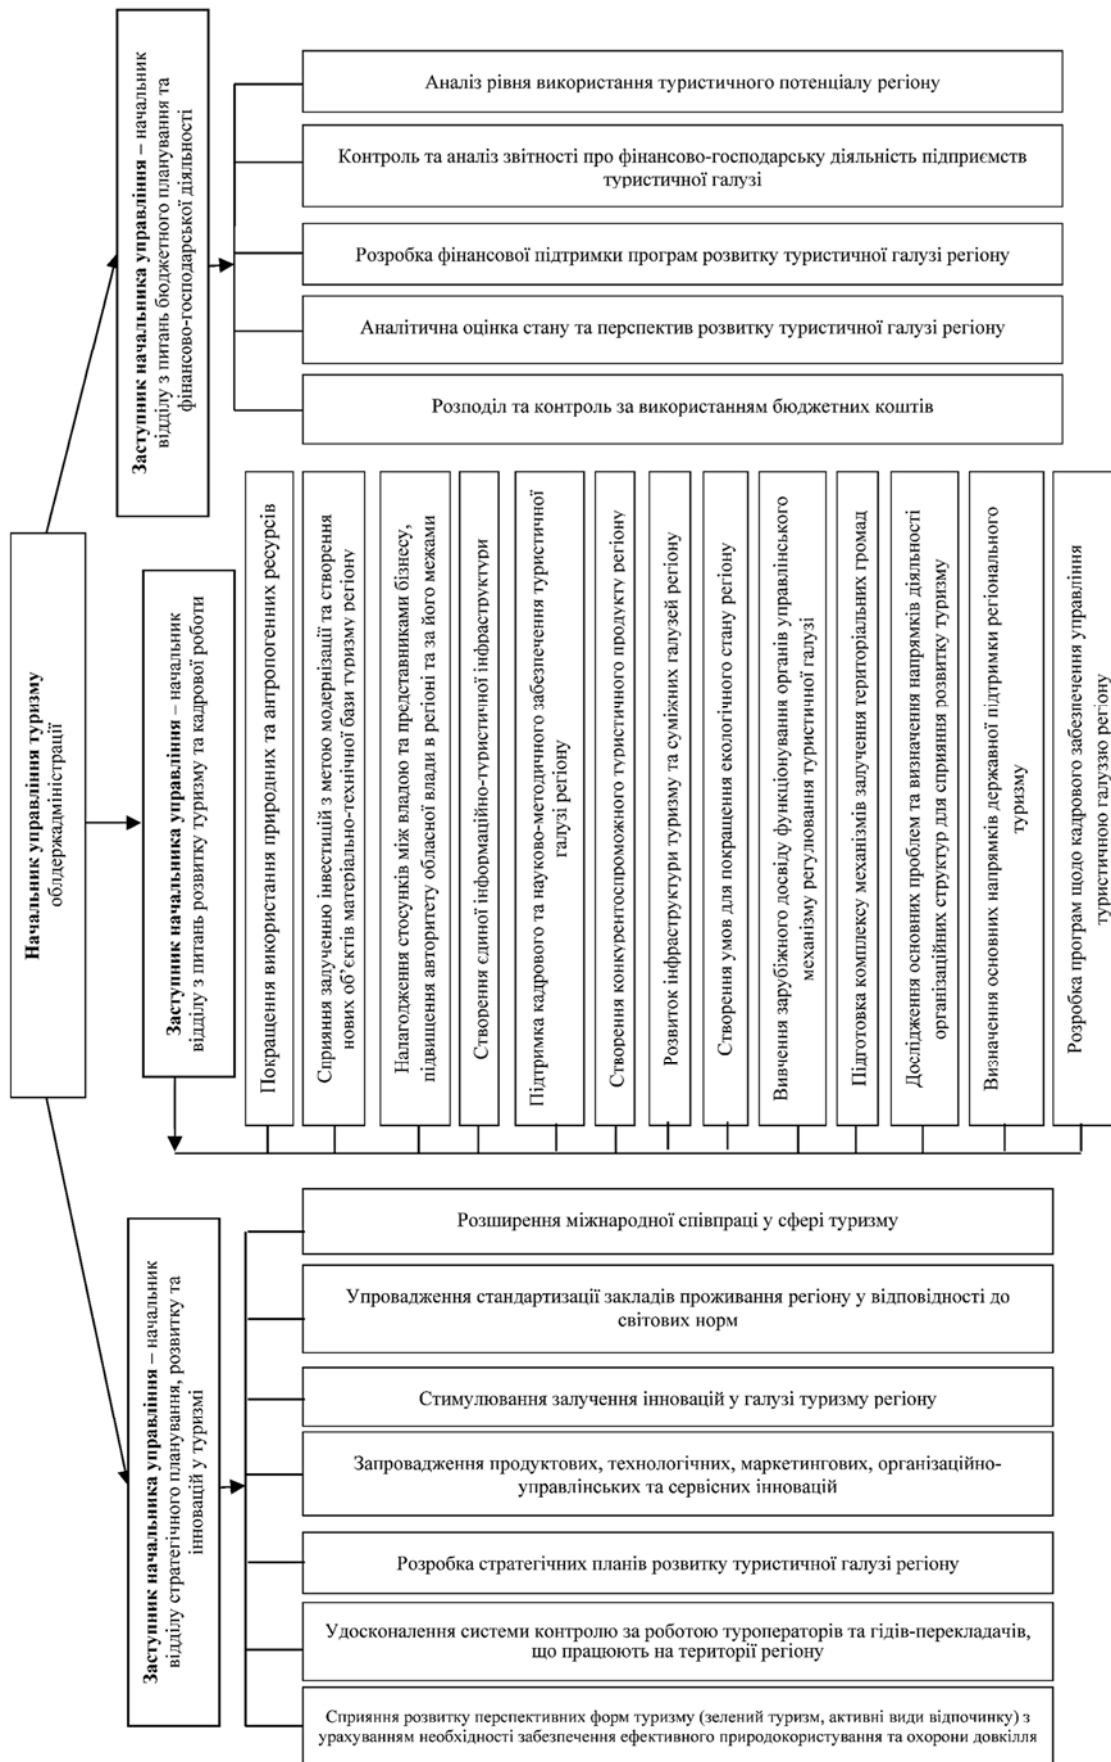 Начальник управління туризму
облдержадміністрації
Заступник начальника управління – начальник
відділу стратегічного планування, розвитку та
інновацій у туризмі
Розширення міжнародної співпраці у сфері туризму
Упровадження стандартизації закладів проживання регіону у відповідності до
світових норм
Стимулювання залучення інновацій у галузі туризму регіону
Запровадження продуктових, технологічних, маркетингових, організаційно-
управлінських та сервісних інновацій
Розробка стратегічних планів розвитку туристичної галузі регіону
Удосконалення системи контролю за роботою туроператорів та гідів-перекладачів,
що працюють на території регіону
Сприяння розвитку перспективних форм туризму (зелений туризм, активні види відпочинку) з
урахуванням необхідності забезпечення ефективного природокористування та охорони довкілля
Заступник начальника управління – начальник
відділу з питань розвитку туризму та кадрової роботи
Покращення використання природних та антропогенних ресурсів
Сприяння залученню інвестицій з метою модернізації та створення
нових об’єктів матеріально-технічної бази туризму регіону
Налагодження стосунків між владою та представниками бізнесу,
підвищення авторитету обласної влади в регіоні та за його межами
Створення єдиної інформаційно-туристичної інфраструктури
Підтримка кадрового та науково-методичного забезпечення туристичної
галузі регіону
Створення конкурентоспроможного туристичного продукту регіону
Розвиток інфраструктури туризму та суміжних галузей регіону
Створення умов для покращення екологічного стану регіону
Вивчення зарубіжного досвіду функціонування органів управлінського
механізму регулювання туристичної галузі
Підготовка комплексу механізмів залучення територіальних громад
Дослідження основних проблем та визначення напрямків діяльності
організаційних структур для сприяння розвитку туризму
Визначення основних напрямків державної підтримки регіонального
туризму
Розробка програм щодо кадрового забезпечення управління
туристичною галуззю регіону
Заступник начальника управління – начальник
відділу з питань бюджетного планування та
фінансово-господарської діяльності
Аналіз рівня використання туристичного потенціалу регіону
Контроль та аналіз звітності про фінансово-господарську діяльність підприємств
туристичної галузі
Розробка фінансової підтримки програм розвитку туристичної галузі регіону
Аналітична оцінка стану та перспектив розвитку туристичної галузі регіону
Розподіл та контроль за використанням бюджетних коштів